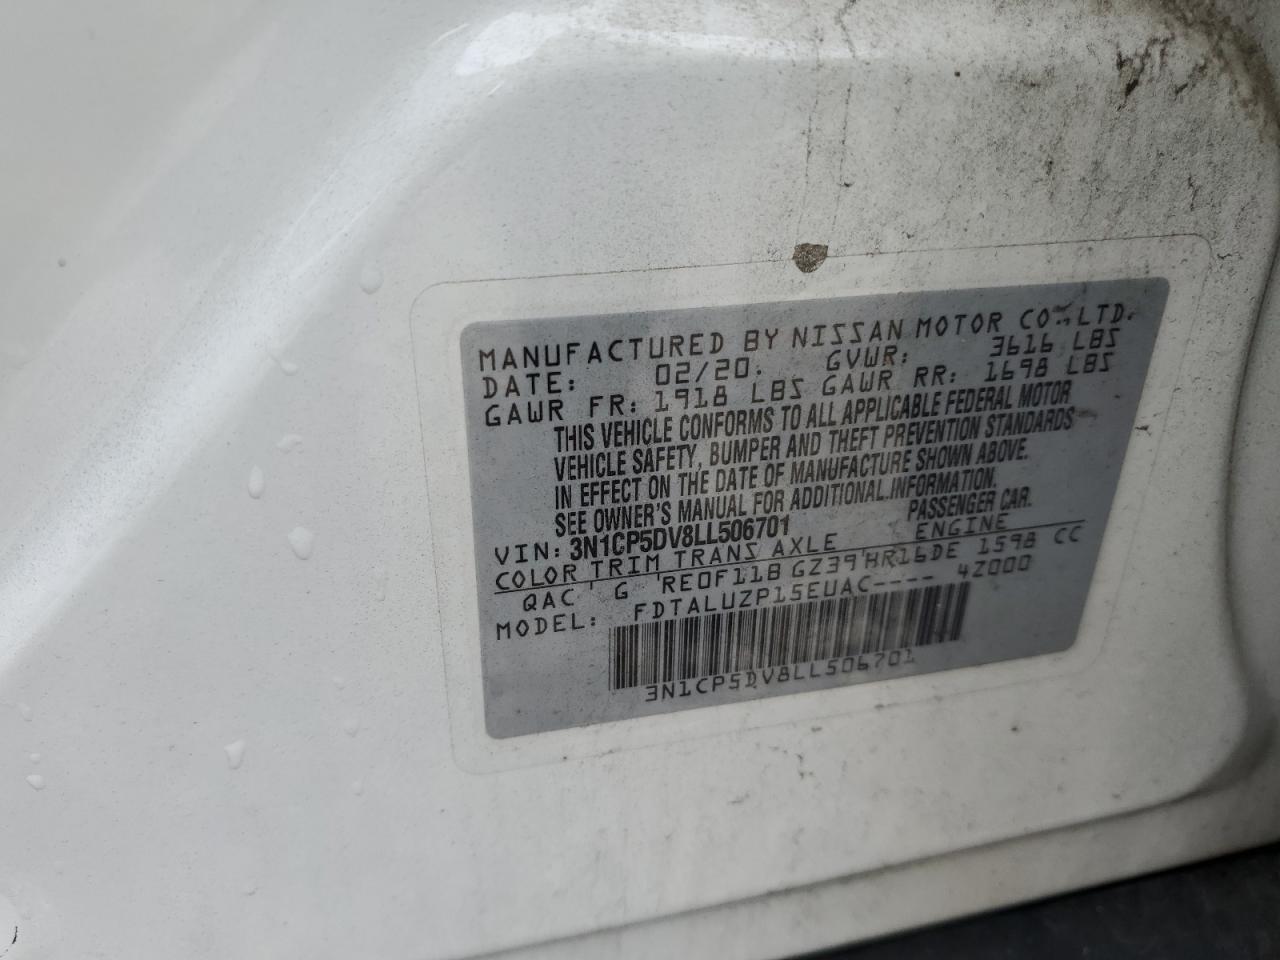 MANUFACTURED BY NISSAN MOTOR CO.,LTD.
DATE: 02/20. GVWR: 3616 LBS
GAWR FR: 1918 LBS GAWR RR: 1698 LBS
THIS VEHICLE CONFORMS TO ALL APPLICABLE FEDERAL MOTOR
VEHICLE SAFETY, BUMPER AND THEFT PREVENTION STANDARDS
IN EFFECT ON THE DATE OF MANUFACTURE SHOWN ABOVE.
SEE OWNER'S MANUAL FOR ADDITIONAL INFORMATION.
VIN: 3N1CP5DV8LL506701 PASSENGER CAR.
COLOR TRIM TRANS AXLE ENGINE
QAC G RE0F11B GZ39 HR16DE 1598 CC
MODEL: FDTALUZP15EUAC---- 4Z000
3N1CP5DV8LL506701